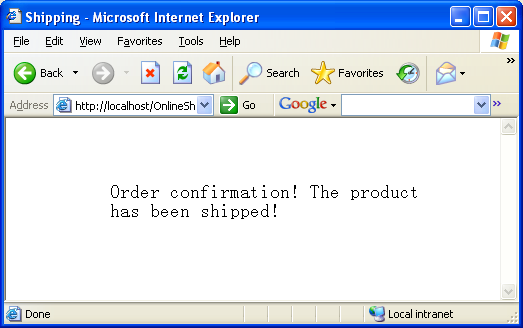 Shipping - Microsoft Internet Explorer
File Edit View Favorites Tools Help
Back Search Favorites
Address http://localhost/OnlineSh Go Google
Order confirmation! The product
has been shipped!
Done Local intranet